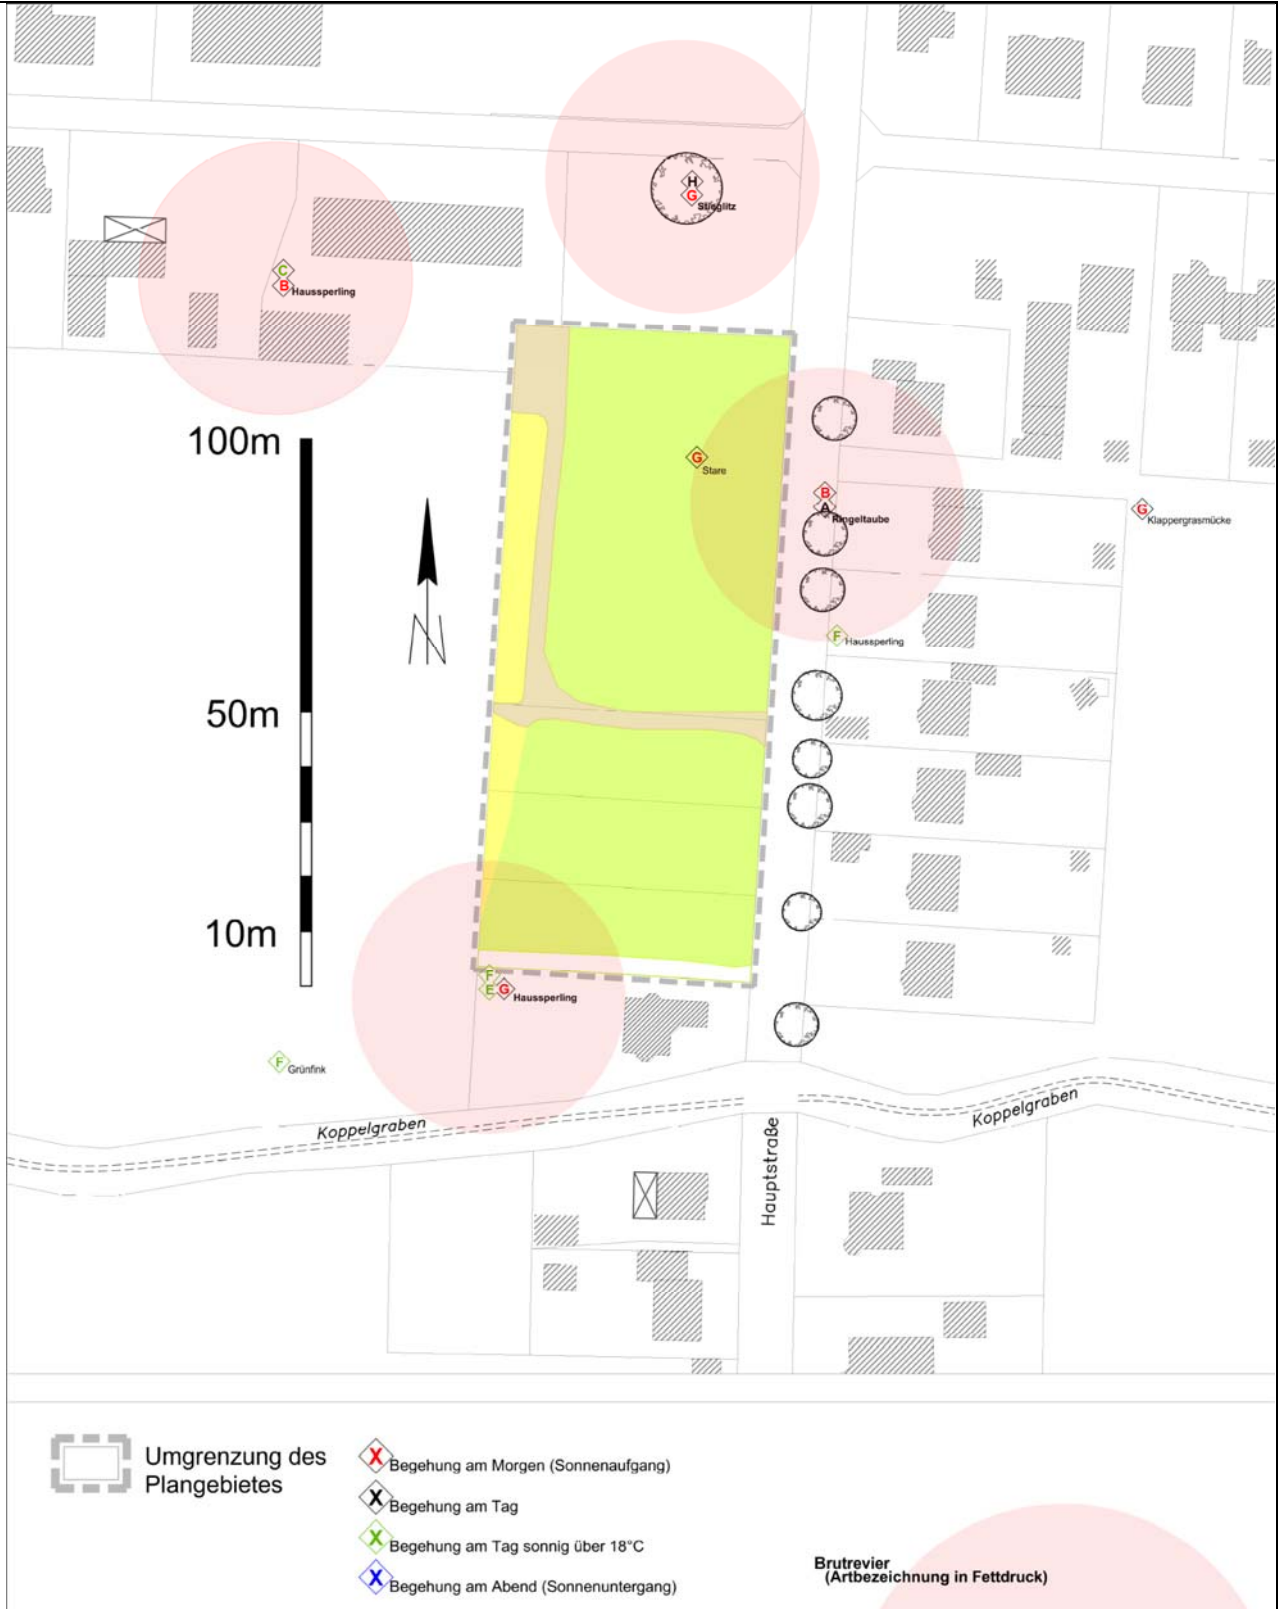 H
G
Stieglitz
C
B
Haussperling
100m
G
Stare
B
A
Ringeltaube
G
Klappergrasmücke
N
F
Haussperling
50m
10m
F
E
G
Haussperling
F
Grünfink
Koppelgraben
Koppelgraben
Hauptstraße
Umgrenzung des
Plangebietes
X Begehung am Morgen (Sonnenaufgang)
X Begehung am Tag
X Begehung am Tag sonnig über 18°C
X Begehung am Abend (Sonnenuntergang)
Brutrevier
(Artbezeichnung in Fettdruck)